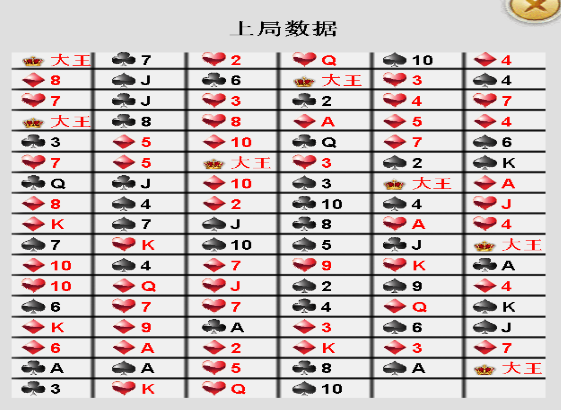 上局数据
大王 ♣7 ♥2 ♥Q ♠10 ♦4
♦8 ♠J ♣6 大王 ♥3 ♠4
♥7 ♣J ♥3 ♣2 ♥4 ♥7
大王 ♣8 ♥8 ♦A ♦5 ♦4
♣3 ♦5 ♦10 ♣Q ♦7 ♠6
♥7 ♦5 大王 ♥3 ♠2 ♠K
♣Q ♣J ♦10 ♠3 大王 ♦A
♦8 ♠4 ♦2 ♣10 ♠4 ♥J
♦K ♠7 ♠J ♣8 ♥A ♥4
♠7 ♥K ♠10 ♠5 ♣J 大王
♦10 ♠4 ♦7 ♥9 ♥K ♣A
♥10 ♦Q ♥J ♠2 ♠9 ♦4
♠6 ♥7 ♥7 ♣4 ♦Q ♠K
♦K ♦9 ♣A ♦3 ♠6 ♠J
♦6 ♦A ♦2 ♦K ♦3 ♦7
♣A ♠A ♥5 ♣8 ♠A 大王
♣3 ♥K ♥Q ♠10